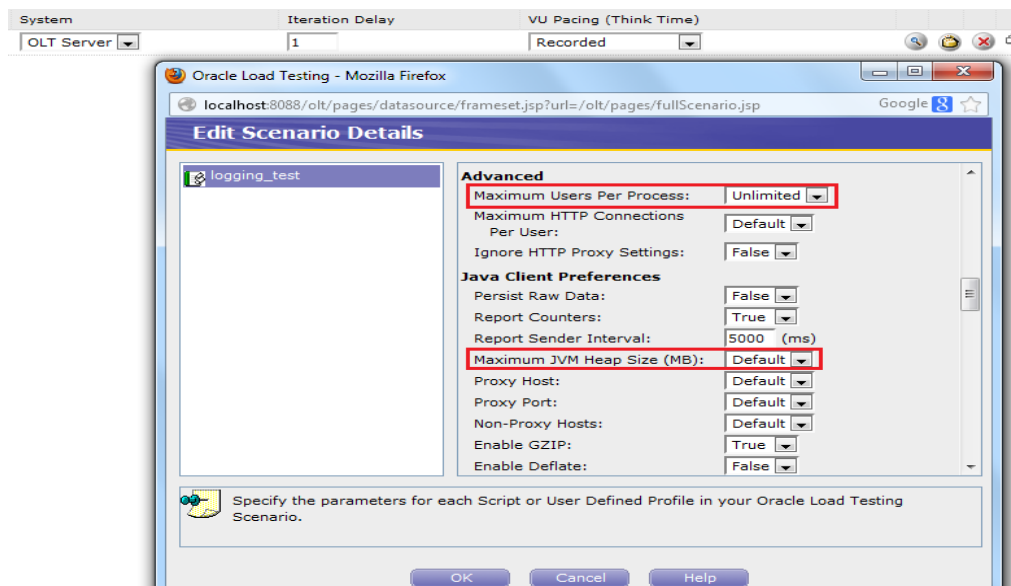 System Iteration Delay VU Pacing (Think Time)
OLT Server 1 Recorded
Oracle Load Testing - Mozilla Firefox
localhost:8088/olt/pages/datasource/frameset.jsp?url=/olt/pages/fullScenario.jsp Google 8
Edit Scenario Details
logging_test
Advanced
Maximum Users Per Process: Unlimited
Maximum HTTP Connections
Per User: Default
Ignore HTTP Proxy Settings: False
Java Client Preferences
Persist Raw Data: False
Report Counters: True
Report Sender Interval: 5000 (ms)
Maximum JVM Heap Size (MB): Default
Proxy Host: Default
Proxy Port: Default
Non-Proxy Hosts: Default
Enable GZIP: True
Enable Deflate: False
Specify the parameters for each Script or User Defined Profile in your Oracle Load Testing
Scenario.
OK Cancel Help